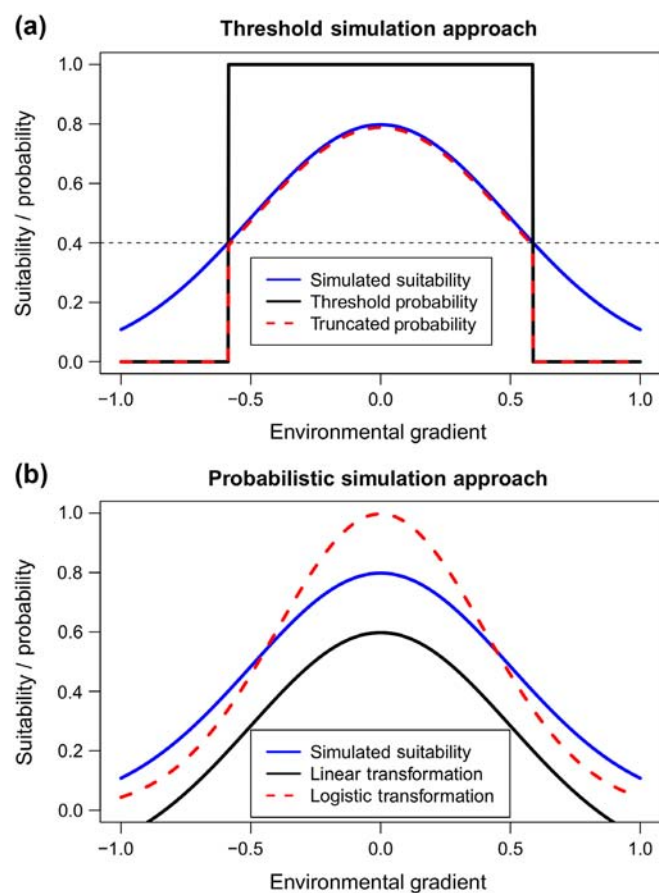 (a)
Threshold simulation approach
Suitability / probability
1.0
0.8
0.6
0.4
0.2
0.0
Simulated suitability
Threshold probability
Truncated probability
−1.0 −0.5 0.0 0.5 1.0
Environmental gradient
(b)
Probabilistic simulation approach
Suitability / probability
1.0
0.8
0.6
0.4
0.2
0.0
Simulated suitability
Linear transformation
Logistic transformation
−1.0 −0.5 0.0 0.5 1.0
Environmental gradient